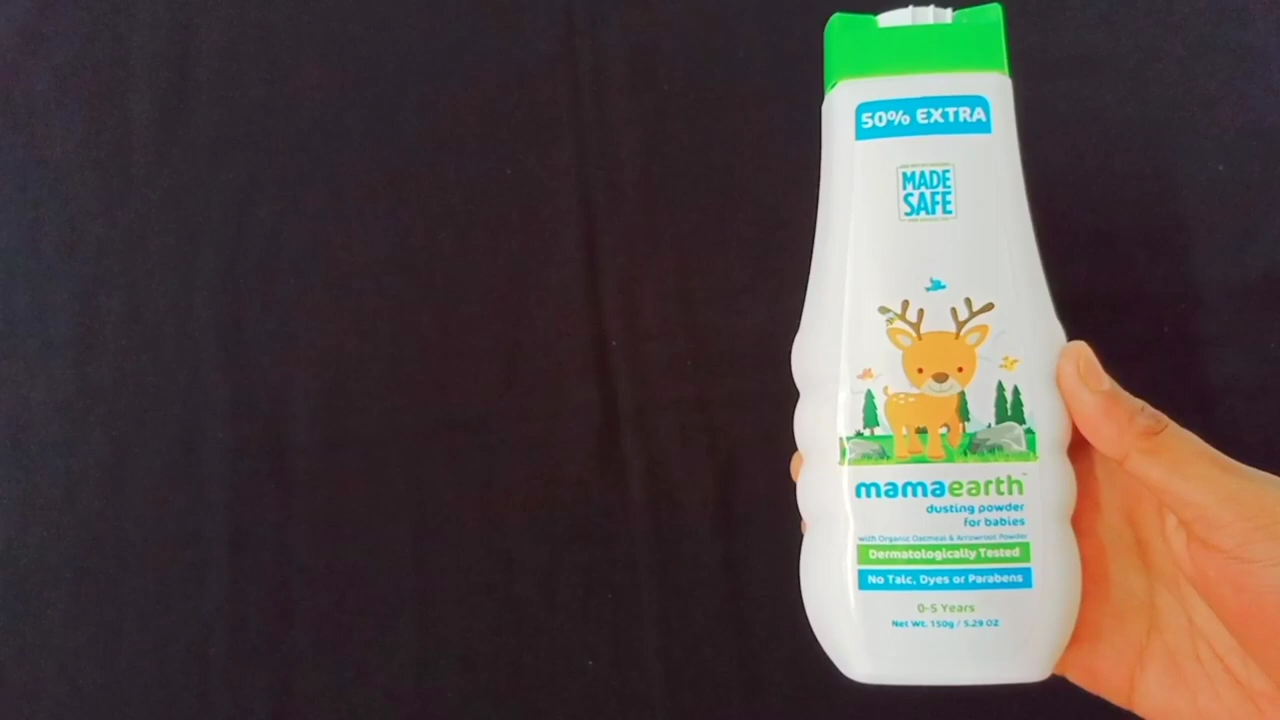 50% EXTRA
MADE
SAFE
mamaearth™
dusting powder
for babies
with Organic Oatmeal & Arrowroot Powder
Dermatologically Tested
No Talc, Dyes or Parabens
0-5 Years
Net Wt. 150g / 5.29 OZ